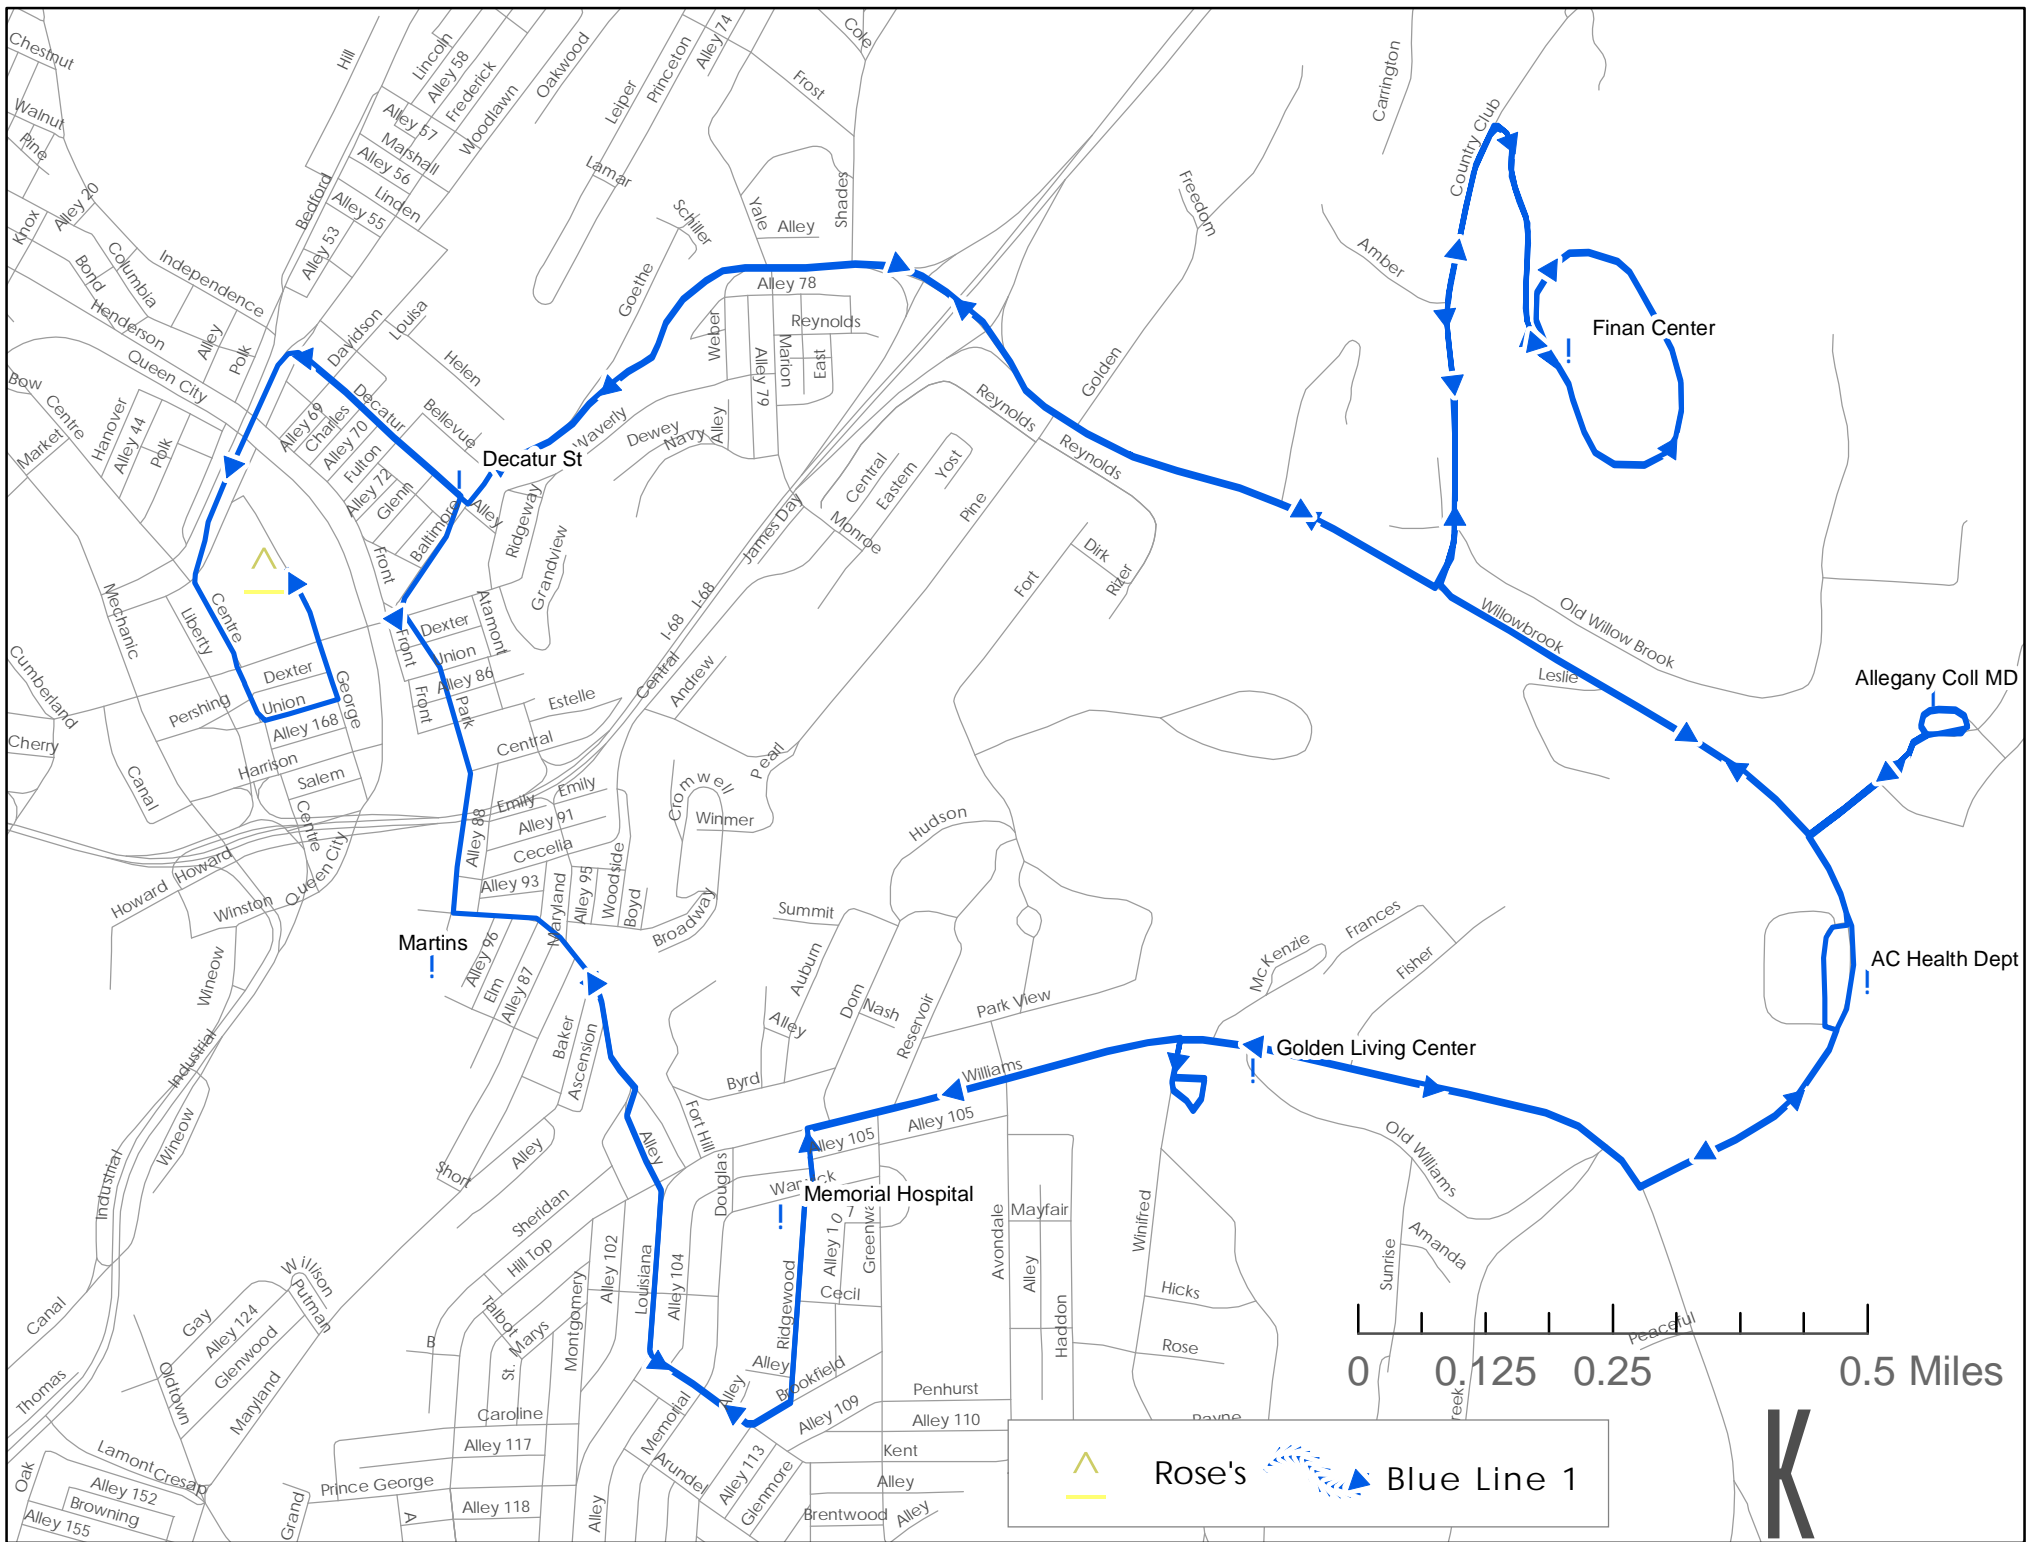 Chestnut
Walnut
Pine
Knox
Alley 20
Bond
Columbia
Independence
Henderson
Queen City
Alley
Polk
Hill
Bedford
Lincoln
Alley 58
Frederick
Woodlawn
Oakwood
Alley 57
Marshall
Alley 56
Linden
Alley 55
Alley 53
Leiper
Princeton
Alley 74
Lamar
Cole
Frost
Shades
Yale
Alley
Schiller
Goethe
Alley 78
Weber
Reynolds
Marion
East
Alley 79
Alley
Waverly
Dewey
Navy
Davidson
Louisa
Helen
Decatur
Bellevue
Alley 69
Charles
Alley 70
Fulton
Alley 72
Glenn
Baltimore
Alley
Front
Decatur St
Ridgeway
Grandview
Bow
Centre
Market
Hanover
Alley 44
Polk
Mechanic
Liberty
Centre
Dexter
Union
Alley 168
George
Pershing
Harrison
Salem
Centre
Queen City
Cumberland
Cherry
Canal
Howard
Howard
Winston
Front
Dexter
Atamont
Union
Alley 86
Front
Park
Estelle
Central
Central
Andrew
I-68
I-68
James Day
Monroe
Central
Eastern
Yost
Pine
Reynolds
Golden
Reynolds
Freedom
Carrington
Country Club
Amber
Finan Center
Fort
Dirk
Rizer
Willowbrook
Old Willow Brook
Leslie
Allegany Coll MD
AC Health Dept
Emily
Emily
Alley 88
Alley 91
Cecelia
Alley 93
Maryland
Alley 95
Woodside
Boyd
Broadway
Cromwell
Winmer
Pearl
Hudson
Martins
Alley 96
Elm
Alley 87
Baker
Ascension
Summit
Auburn
Dorn
Nash
Alley
Reservoir
Park View
Byrd
Williams
Fort Hill
Alley
Douglas
Alley 105
Alley 105
Memorial Hospital
Golden Living Center
McKenzie
Frances
Fisher
Old Williams
Wineow
Industrial
Wineow
Industrial
Short
Alley
Sheridan
Hill Top
Talbot
St. Marys
Montgomery
Alley 102
Louisiana
Alley 104
Ridgewood
Alley 107
Cecil
Avondale
Mayfair
Alley
Haddon
Winifred
Hicks
Rose
Sunrise
Amanda
Peaceful
Canal
Thomas
Gay
Alley 124
Glenwood
Willison
Putman
Oldtown
Maryland
B
Caroline
Alley 117
Prince George
Alley 118
A
Grand
Lamont
Cresap
Oak
Alley 152
Browning
Alley 155
Alley
Memorial
Arundel
Alley
Alley
Brookfield
Alley 109
Alley 113
Glenmore
Penhurst
Alley 110
Kent
Alley
Brentwood
Alley
0 0.125 0.25 0.5 Miles
Rose's
Blue Line 1